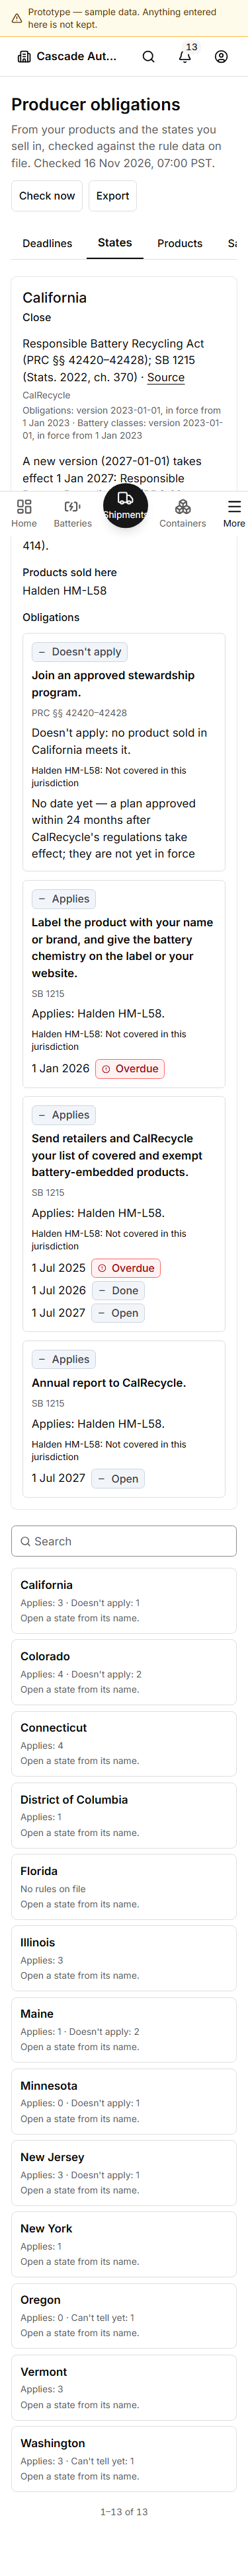 Prototype — sample data. Anything entered
here is not kept.
Cascade Aut...
13
Producer obligations
From your products and the states you
sell in, checked against the rule data on
file. Checked 16 Nov 2026, 07:00 PST.
Check now
Export
Deadlines
States
Products
Sa
California
Close
Responsible Battery Recycling Act
(PRC §§ 42420–42428); SB 1215
(Stats. 2022, ch. 370) · Source
CalRecycle
Obligations: version 2023-01-01, in force from
1 Jan 2023 · Battery classes: version 2023-01-
01, in force from 1 Jan 2023
A new version (2027-01-01) takes
effect 1 Jan 2027: Responsible
Home
Batteries
Shipments
Containers
More
414).
Products sold here
Halden HM-L58
Obligations
– Doesn't apply
Join an approved stewardship
program.
PRC §§ 42420–42428
Doesn't apply: no product sold in
California meets it.
Halden HM-L58: Not covered in this
jurisdiction
No date yet — a plan approved
within 24 months after
CalRecycle's regulations take
effect; they are not yet in force
– Applies
Label the product with your name
or brand, and give the battery
chemistry on the label or your
website.
SB 1215
Applies: Halden HM-L58.
Halden HM-L58: Not covered in this
jurisdiction
1 Jan 2026 Overdue
– Applies
Send retailers and CalRecycle
your list of covered and exempt
battery-embedded products.
SB 1215
Applies: Halden HM-L58.
Halden HM-L58: Not covered in this
jurisdiction
1 Jul 2025 Overdue
1 Jul 2026 – Done
1 Jul 2027 – Open
– Applies
Annual report to CalRecycle.
SB 1215
Applies: Halden HM-L58.
Halden HM-L58: Not covered in this
jurisdiction
1 Jul 2027 – Open
Search
California
Applies: 3 · Doesn't apply: 1
Open a state from its name.
Colorado
Applies: 4 · Doesn't apply: 2
Open a state from its name.
Connecticut
Applies: 4
Open a state from its name.
District of Columbia
Applies: 1
Open a state from its name.
Florida
No rules on file
Open a state from its name.
Illinois
Applies: 3
Open a state from its name.
Maine
Applies: 1 · Doesn't apply: 2
Open a state from its name.
Minnesota
Applies: 0 · Doesn't apply: 1
Open a state from its name.
New Jersey
Applies: 3 · Doesn't apply: 1
Open a state from its name.
New York
Applies: 1
Open a state from its name.
Oregon
Applies: 0 · Can't tell yet: 1
Open a state from its name.
Vermont
Applies: 3
Open a state from its name.
Washington
Applies: 3 · Can't tell yet: 1
Open a state from its name.
1–13 of 13